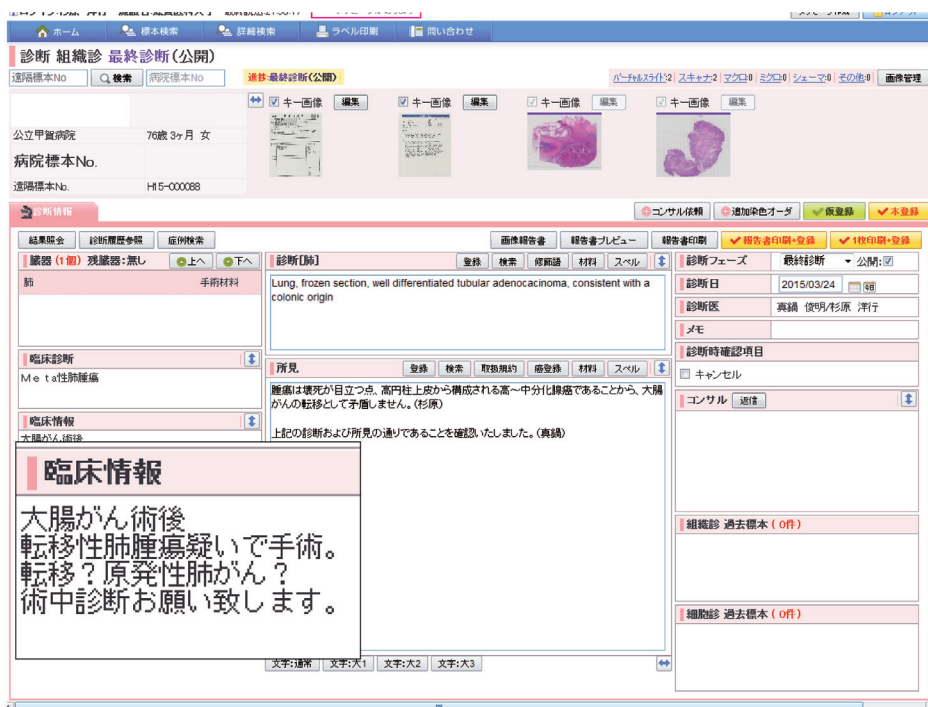 ホーム 標本検索 詳細検索 ラベル印刷 問い合わせ
診断 組織診 最終診断(公開)
遠隔標本No 検索 病院標本No 進捗:最終診断(公開) バーチャルスライド:2 スキャナ:2 マクロ:0 ミクロ:0 シェーマ:0 その他:0 画像管理
キー画像 編集 キー画像 編集 キー画像 編集 キー画像 編集
公立甲賀病院 76歳 3ヶ月 女
病院標本No.
遠隔標本No. H15-000088
診断情報 コンサル依頼 追加染色オーダ 仮登録 本登録
結果照会 診断履歴参照 症例検索 画像報告書 報告書プレビュー 報告書印刷 報告書印刷+登録 1枚印刷+登録
臓器(1個) 残臓器:無し 上へ 下へ 診断[肺] 登録 検索 修飾語 材料 スペル 診断フェーズ 最終診断 公開:
肺 手術材料
Lung, frozen section, well differentiated tubular adenocarcinoma, consistent with a
colonic origin
診断日 2015/03/24
診断医 真鍋 俊明/杉原 洋行
メモ
診断時確認項目
キャンセル
臨床診断
Meta性肺腫瘍
所見 登録 検索 取扱規約 癌登録 材料 スペル
腫瘍は壊死が目立つ点、高円柱上皮から構成される高~中分化腺癌であることから、大腸
がんの転移として矛盾しません。(杉原)
上記の診断および所見の通りであることを確認いたしました。(真鍋)
コンサル 返信
臨床情報
大腸がん術後
臨床情報
大腸がん術後
転移性肺腫瘍疑いで手術。
転移?原発性肺がん?
術中診断お願い致します。
組織診 過去標本(0件)
細胞診 過去標本(0件)
文字:通常 文字:大1 文字:大2 文字:大3